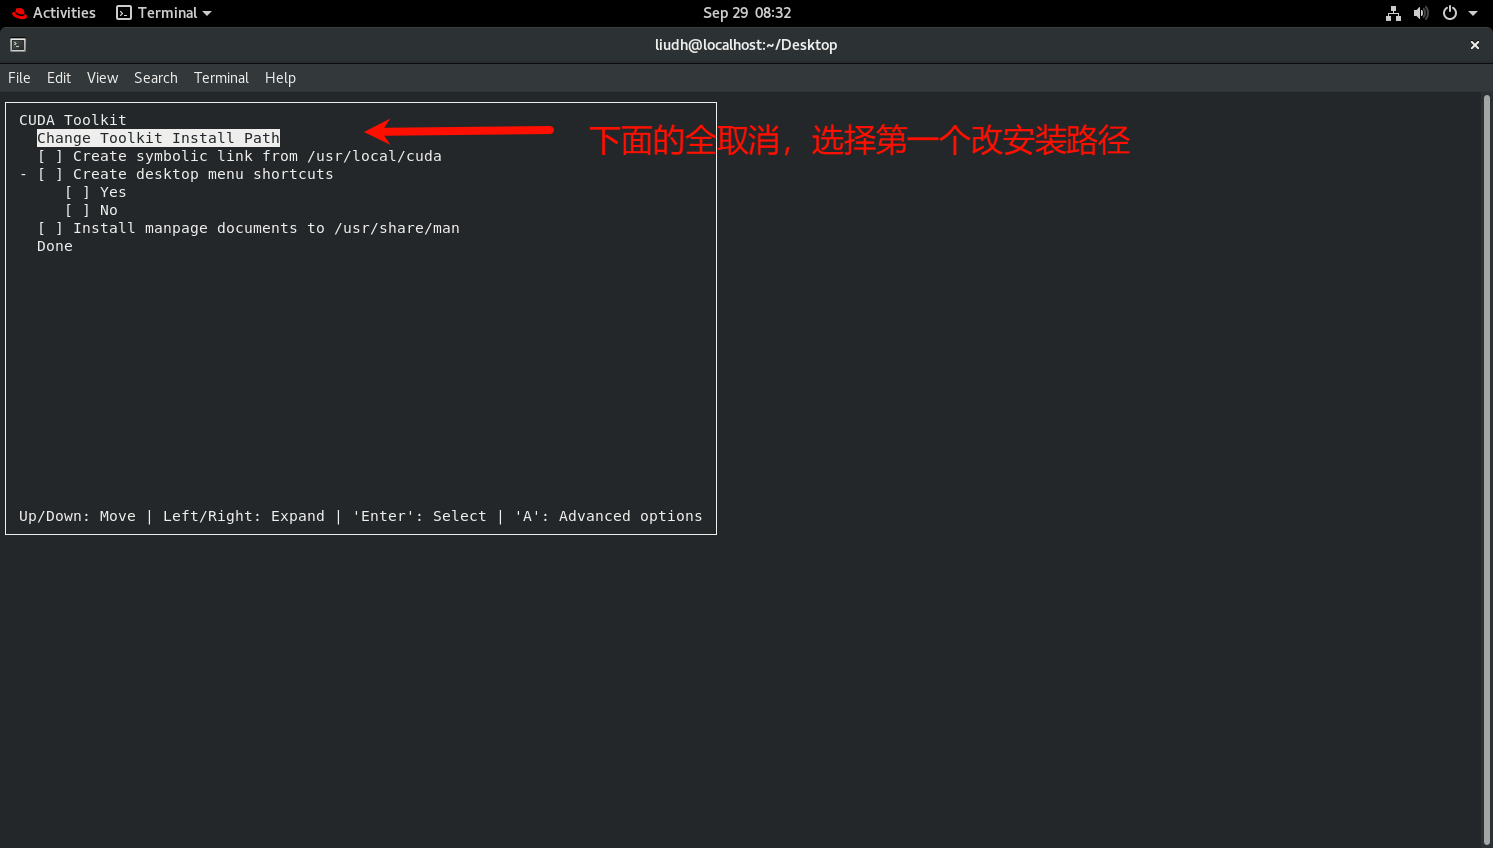 Activities Terminal Sep 29 08:32
liudh@localhost:~/Desktop
File Edit View Search Terminal Help
CUDA Toolkit
Change Toolkit Install Path
下面的全取消，选择第一个改安装路径
[ ] Create symbolic link from /usr/local/cuda
- [ ] Create desktop menu shortcuts
[ ] Yes
[ ] No
[ ] Install manpage documents to /usr/share/man
Done
Up/Down: Move | Left/Right: Expand | 'Enter': Select | 'A': Advanced options